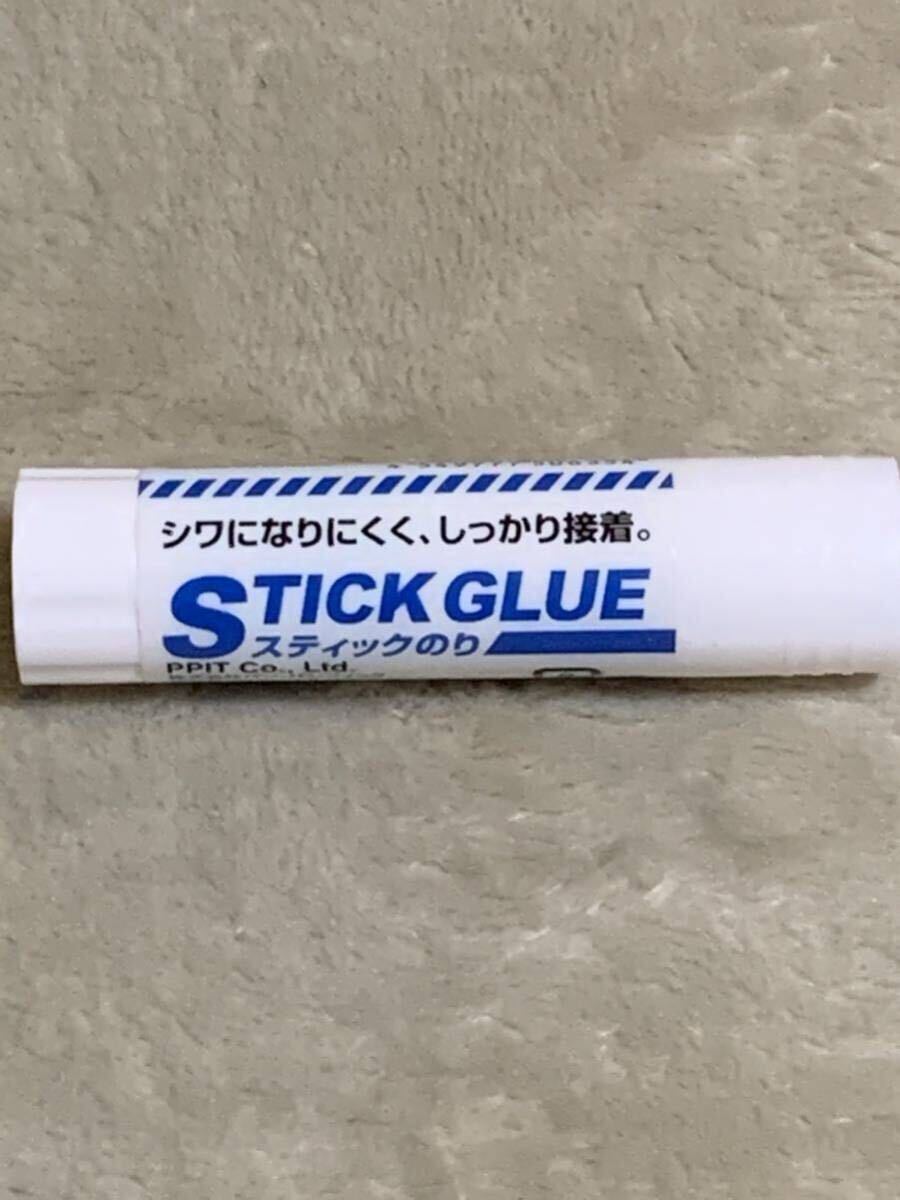 シワになりにくく、しっかり接着。
STICK GLUE
スティックのり
PPIT Co., Ltd.